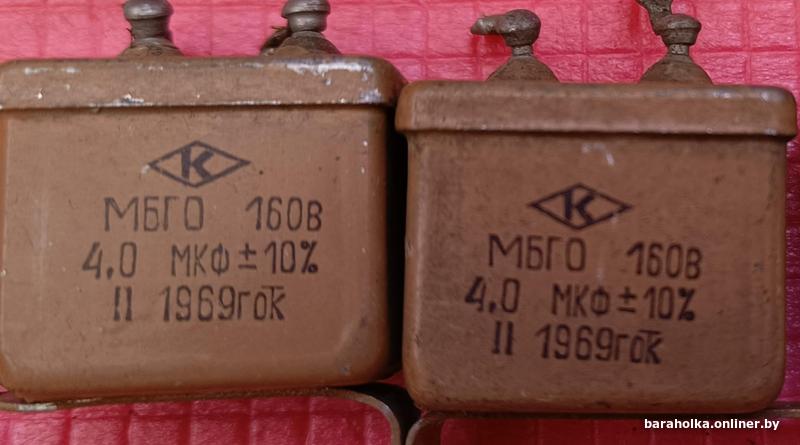 К
МБГО 160В
4,0 МКФ ± 10%
II 1969г ОТК
К
МБГО 160В
4,0 МКФ ± 10%
II 1969г ОТК
baraholka.onliner.by